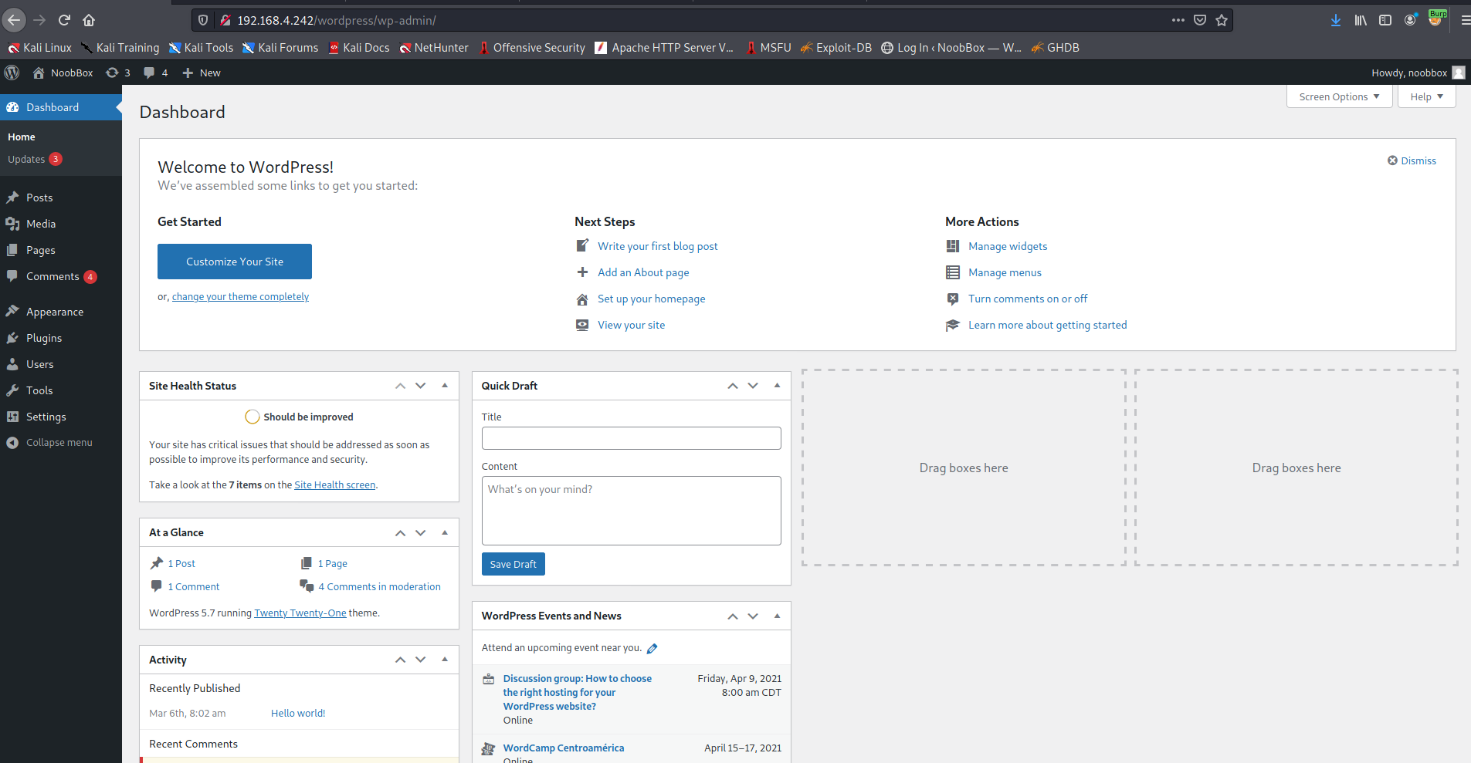 192.168.4.242/wordpress/wp-admin/
Burp
Kali Linux Kali Training Kali Tools Kali Forums Kali Docs NetHunter Offensive Security Apache HTTP Server V... MSFU Exploit-DB Log In ‹ NoobBox — W... GHDB
NoobBox 3 4 New Howdy, noobbox
Dashboard
Home
Updates 3
Posts
Media
Pages
Comments 4
Appearance
Plugins
Users
Tools
Settings
Collapse menu
Screen Options Help
Dashboard
Welcome to WordPress!
Dismiss
We've assembled some links to get you started:
Get Started
Customize Your Site
or, change your theme completely
Next Steps
Write your first blog post
Add an About page
Set up your homepage
View your site
More Actions
Manage widgets
Manage menus
Turn comments on or off
Learn more about getting started
Site Health Status
Should be improved
Your site has critical issues that should be addressed as soon as
possible to improve its performance and security.
Take a look at the 7 items on the Site Health screen.
At a Glance
1 Post 1 Page
1 Comment 4 Comments in moderation
WordPress 5.7 running Twenty Twenty-One theme.
Activity
Recently Published
Mar 6th, 8:02 am Hello world!
Recent Comments
Quick Draft
Title
Content
What's on your mind?
Save Draft
WordPress Events and News
Attend an upcoming event near you.
Discussion group: How to choose Friday, Apr 9, 2021
the right hosting for your 8:00 am CDT
WordPress website?
Online
WordCamp Centroamérica April 15–17, 2021
Online
Drag boxes here
Drag boxes here